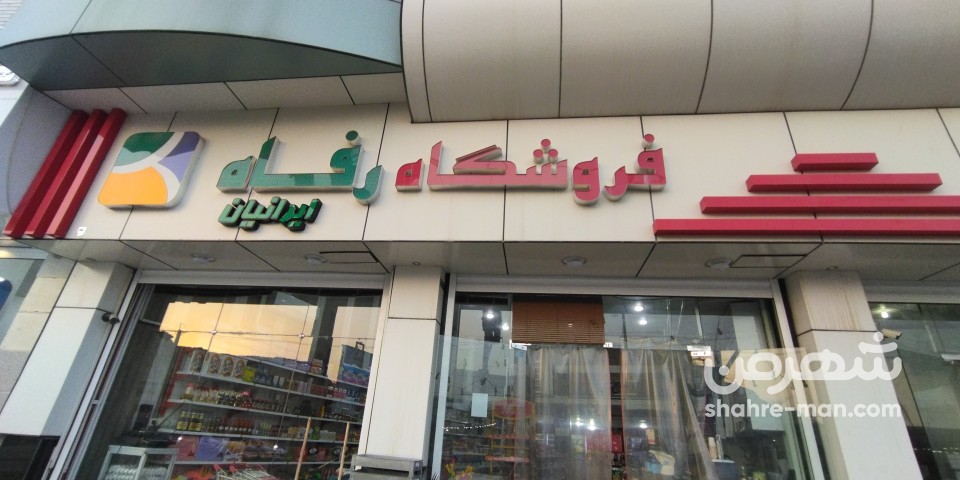 فروشگاه رفاه
ایرانیان
شهرمن
shahre-man.com